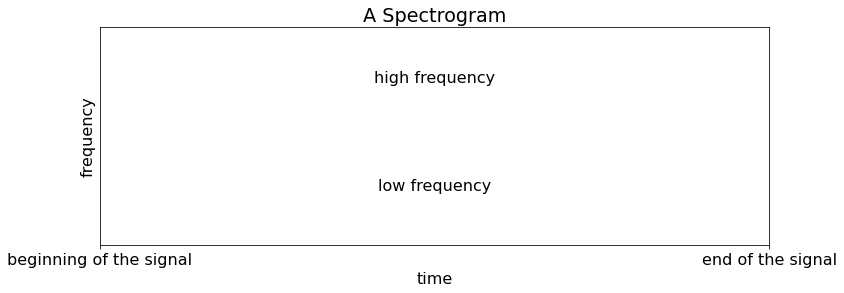 A Spectrogram
high frequency
frequency
low frequency
beginning of the signal
end of the signal
time